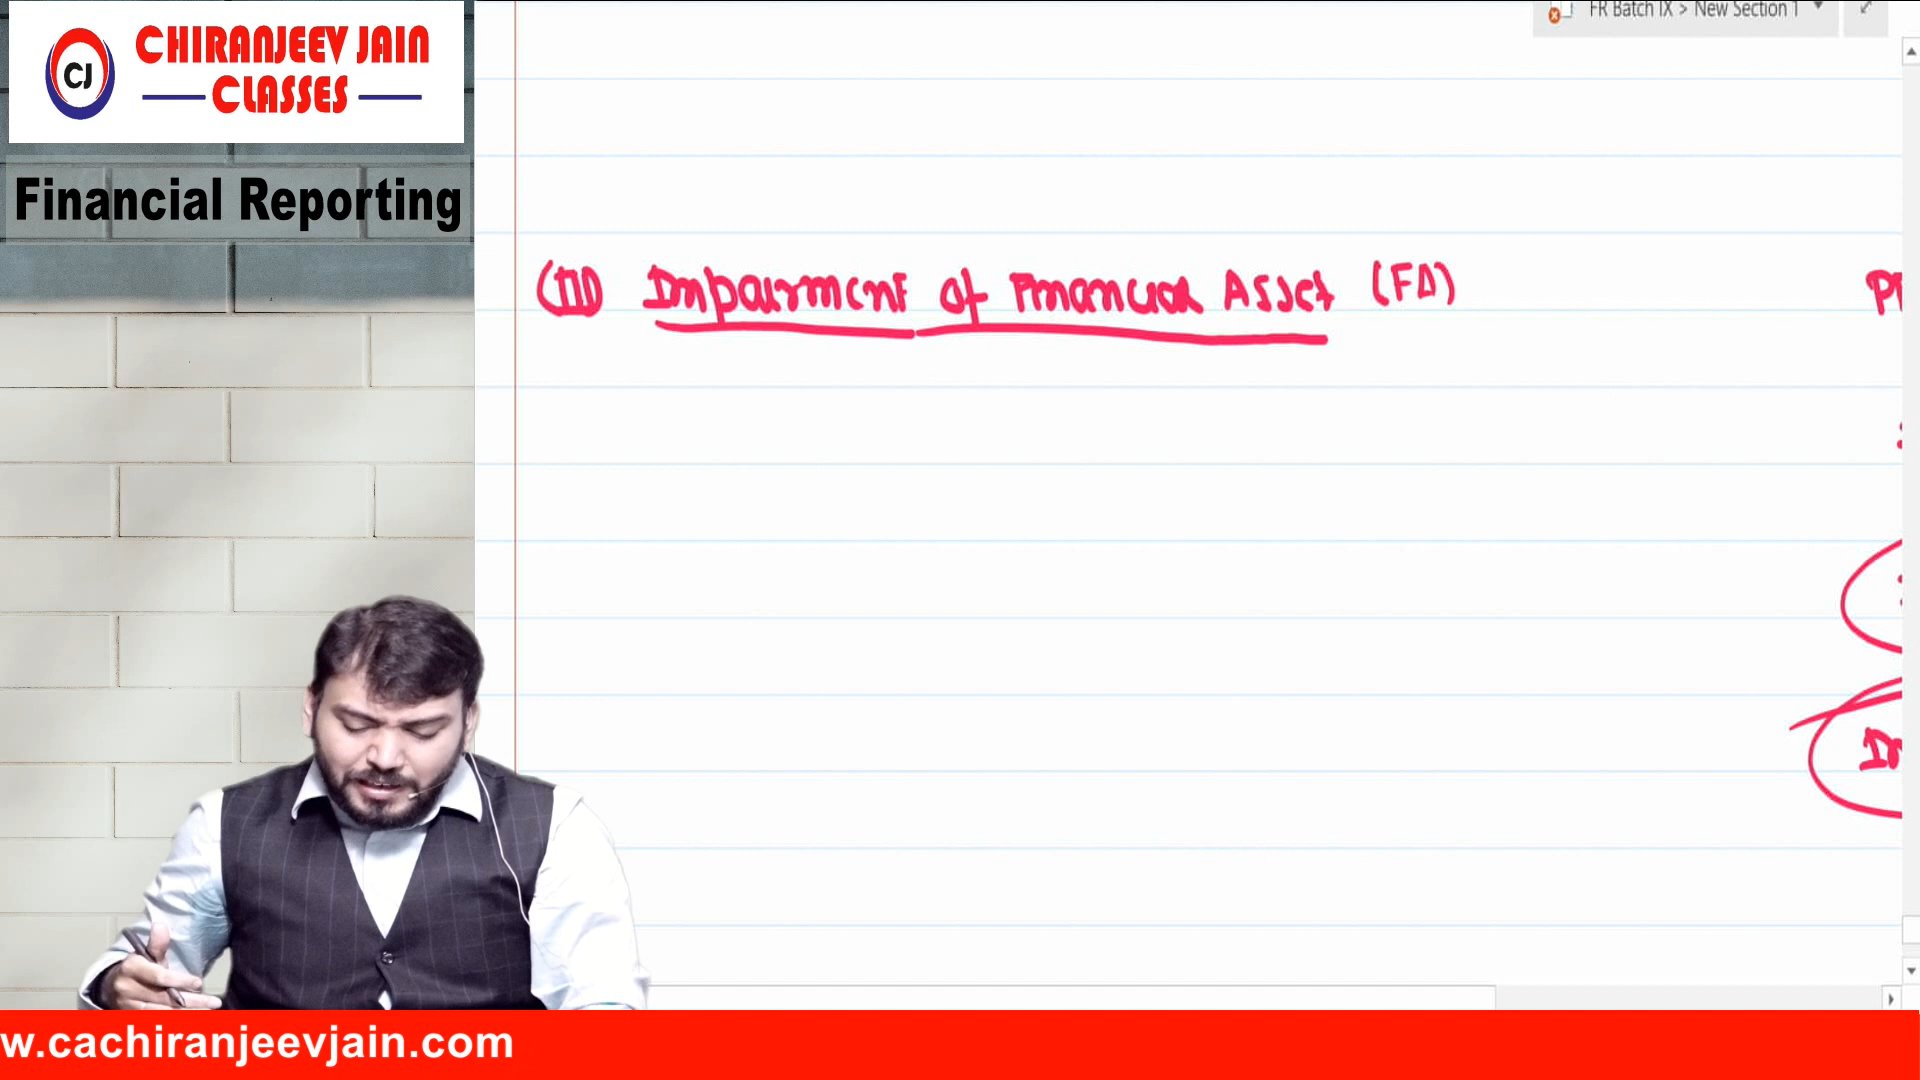 CHIRANJEEV JAIN
CLASSES
CJ
Financial Reporting
FR Batch IX > New Section 1
(III) Impairment of Financial Asset (FA)
w.cachiranjeevjain.com